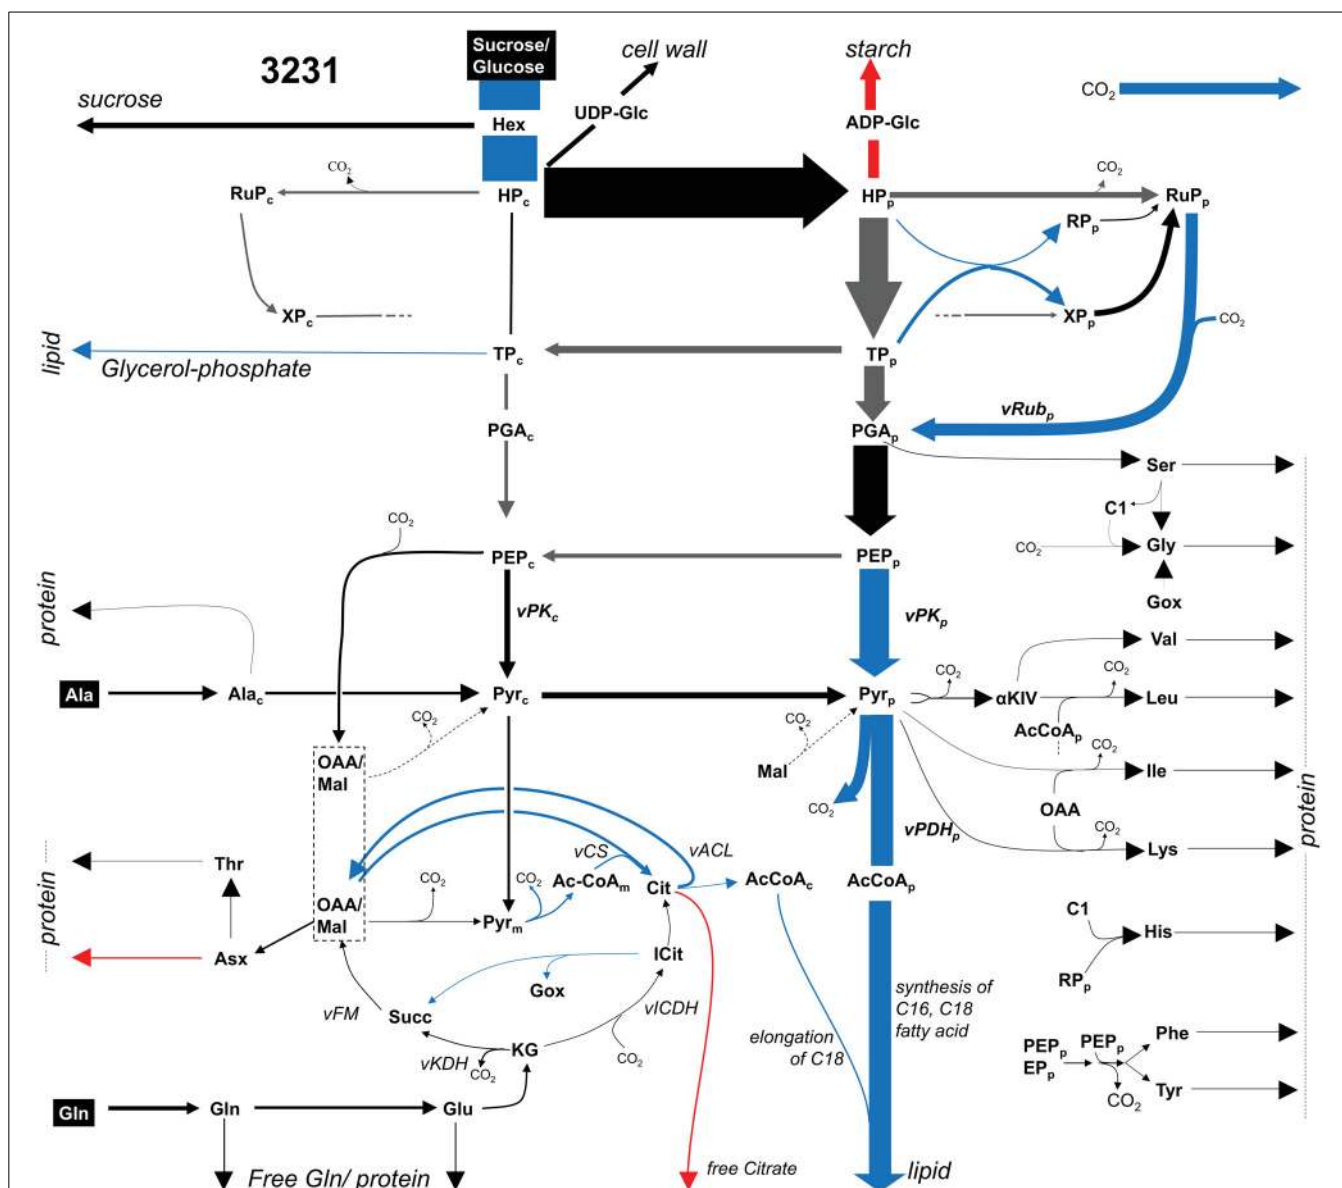 3231
Sucrose/
Glucose
cell wall
starch
CO2
sucrose
Hex
UDP-Glc
ADP-Glc
CO2
CO2
RuPc
HPc
HPp
RuPp
RPp
XPc
XPp
CO2
lipid
Glycerol-phosphate
TPc
TPp
vRubp
PGAc
PGAp
Ser
C1
CO2
CO2
Gly
PEPc
PEPp
Gox
protein
vPKc
vPKp
Val
CO2
CO2
Ala
Alac
Pyrc
Pyrp
αKIV
Leu
CO2
CO2
AcCoAp
CO2
OAA/
Mal
Mal
Ile
CO2
OAA
protein
vPDHp
CO2
Lys
Thr
vCS
vACL
CO2
CO2
Ac-CoAm
Cit
AcCoAc
AcCoAp
OAA/
Mal
Pyrm
C1
His
protein
Asx
ICit
RPp
Gox
synthesis of
C16, C18
fatty acid
vFM
Succ
vICDH
elongation
of C18
Phe
KG
CO2
PEPp
PEPp
EPp
vKDH
CO2
Tyr
CO2
Gln
Gln
Glu
Free Gln/ protein
free Citrate
lipid